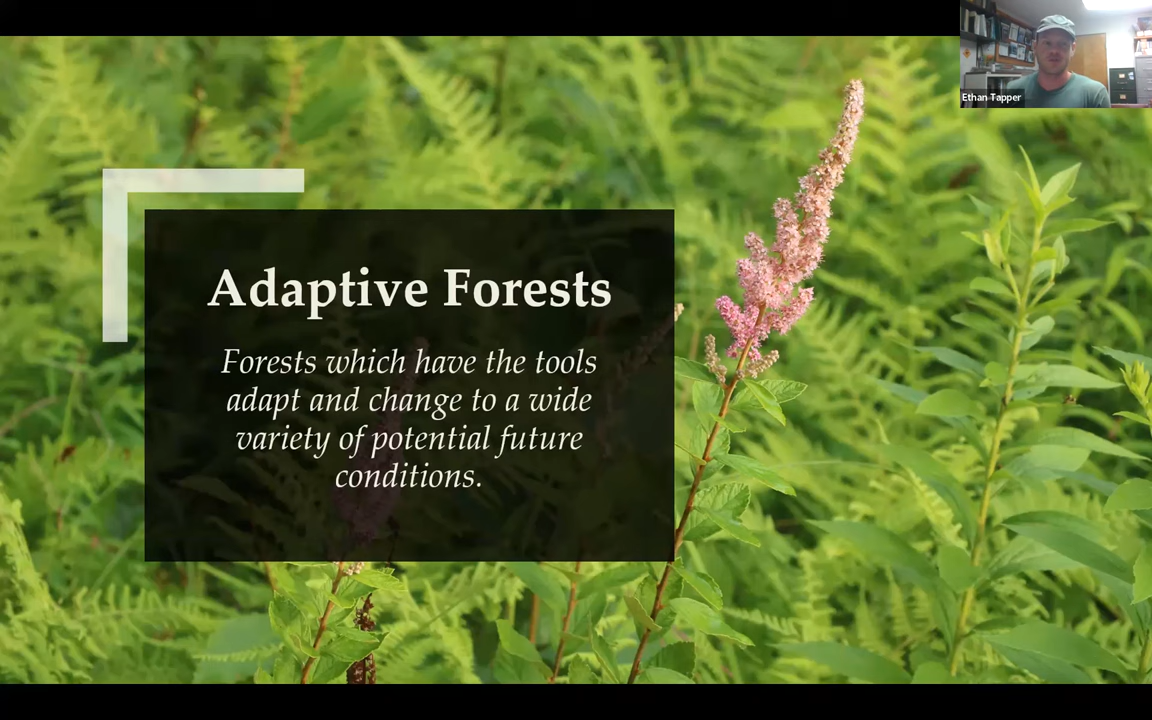 Ethan Tapper
Adaptive Forests
Forests which have the tools
adapt and change to a wide
variety of potential future
conditions.